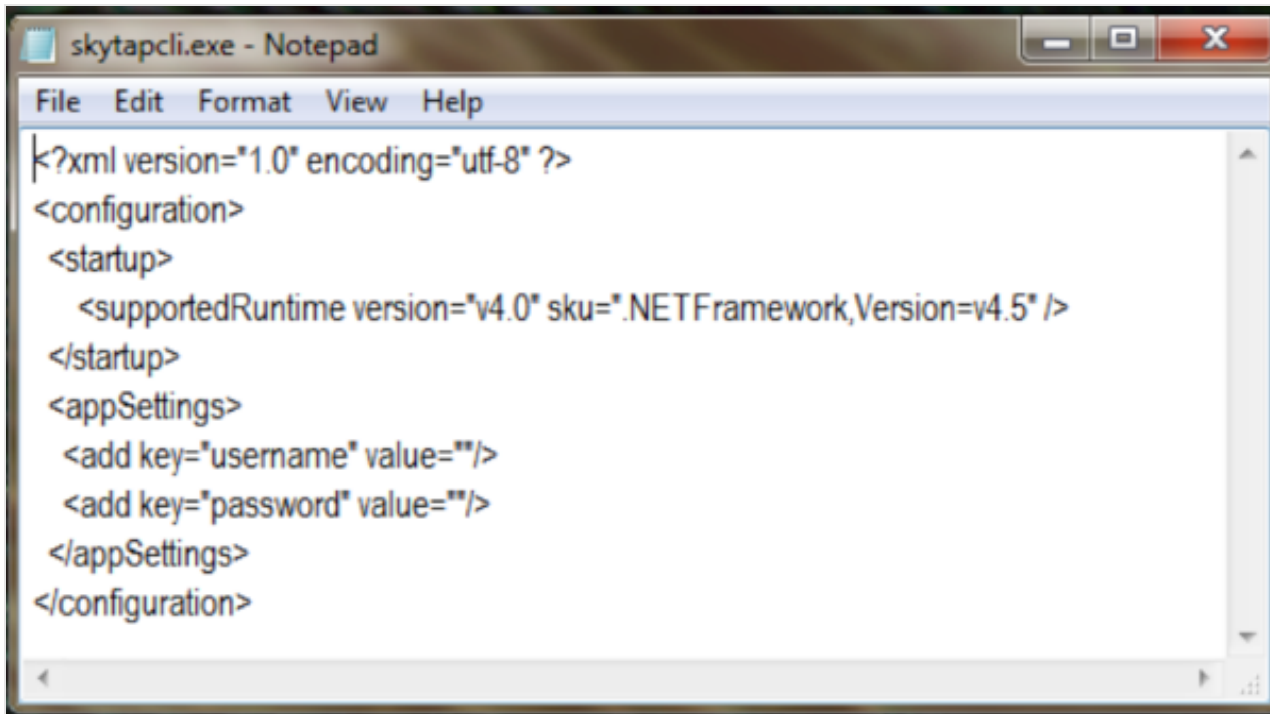 skytapcli.exe - Notepad
File Edit Format View Help
<?xml version="1.0" encoding="utf-8" ?>
<configuration>
<startup>
<supportedRuntime version="v4.0" sku=".NETFramework,Version=v4.5" />
</startup>
<appSettings>
<add key="username" value=""/>
<add key="password" value=""/>
</appSettings>
</configuration>